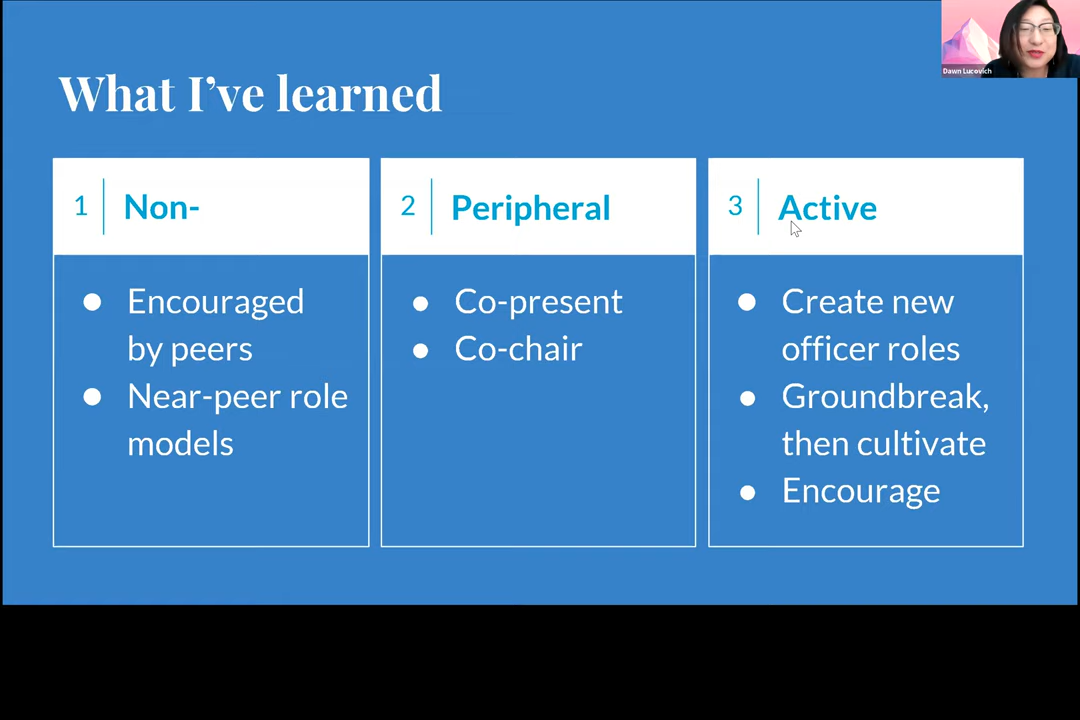 What I’ve learned
1
Non-
Encouraged
by peers
Near-peer role
models
2
Peripheral
Co-present
Co-chair
3
Active
Create new
officer roles
Groundbreak,
then cultivate
Encourage
Dawn Lucovich